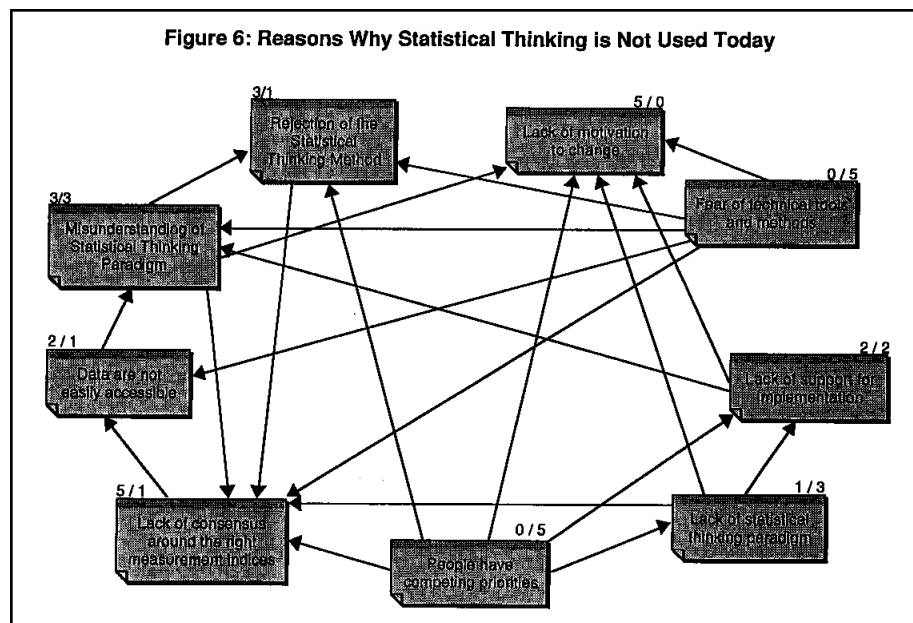 Figure 6: Reasons Why Statistical Thinking is Not Used Today
3/1
Rejection of the
Statistical
Thinking Method
5 / 0
Lack of motivation
to change
0 / 5
Fear of technical tools
and methods
3/3
Misunderstanding of
Statistical Thinking
Paradigm
2 / 1
Data are not
easily accessible
2 / 2
Lack of support for
implementation
5 / 1
Lack of consensus
around the right
measurement indices
0 / 5
People have
competing priorities
1 / 3
Lack of statistical
thinking paradigm